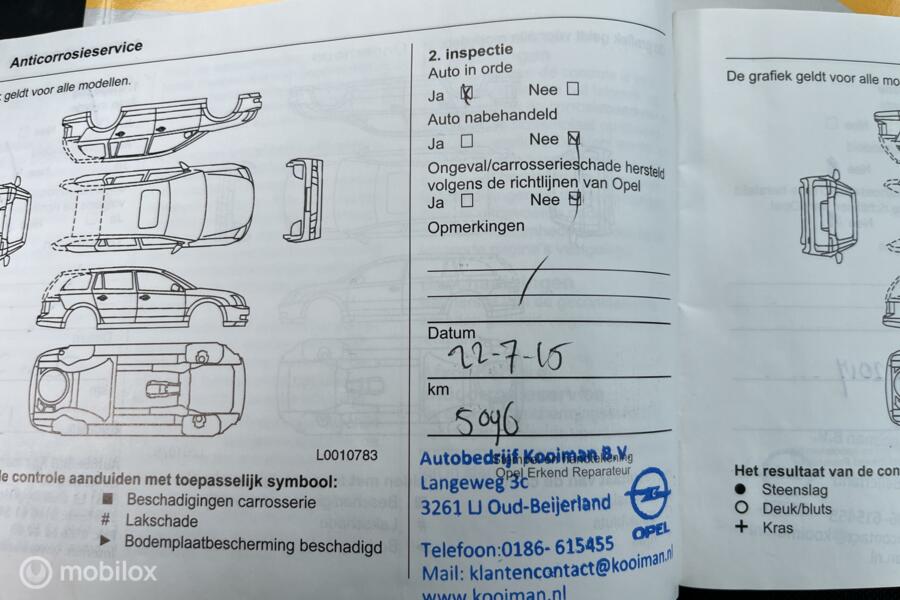 Anticorrosieservice
geldt voor alle modellen.
L0010783
de controle aanduiden met toepasselijk symbool:
■ Beschadigingen carrosserie
# Lakschade
► Bodemplaatbescherming beschadigd
2. inspectie
Auto in orde
Ja Nee
Auto nabehandeld
Ja Nee
Ongeval/carrosserieschade hersteld
volgens de richtlijnen van Opel
Ja Nee
Opmerkingen
Datum
22-7-15
km
5096
Autobedrijf Kooiman B.V.
Opel Erkend Reparateur
Langeweg 3c
3261 LJ Oud-Beijerland
OPEL
Telefoon:0186- 615455
Mail: klantencontact@kooiman.nl
www.kooiman.nl
De grafiek geldt voor alle mo
Het resultaat van de con
● Steenslag
○ Deuk/bluts
+ Kras
mobilox